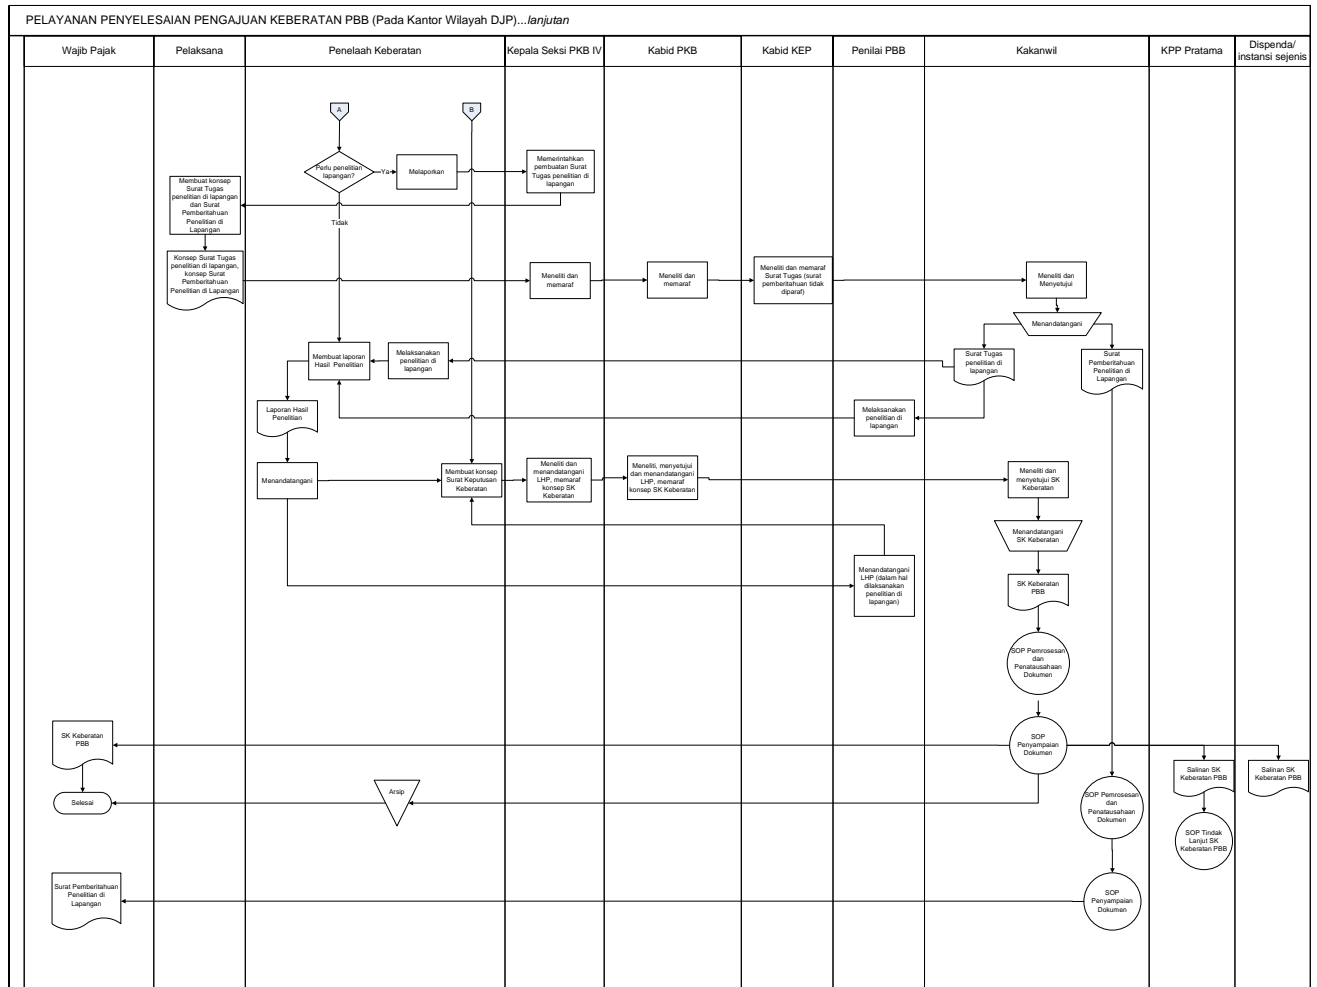 PELAYANAN PENYELESAIAN PENGAJUAN KEBERATAN PBB (Pada Kantor Wilayah DJP)...lanjutan
Wajib Pajak
Pelaksana
Penelaah Keberatan
Kepala Seksi PKB IV
Kabid PKB
Kabid KEP
Penilai PBB
Kakanwil
KPP Pratama
Dispenda/
instansi sejenis
A
B
Perlu penelitian
lapangan?
Ya
Melaporkan
Memerintahkan
pembuatan Surat
Tugas penelitian di
lapangan
Membuat konsep
Surat Tugas
penelitian di lapangan
dan Surat
Pemberitahuan
Penelitian di
Lapangan
Tidak
Konsep Surat Tugas
penelitian di lapangan,
konsep Surat
Pemberitahuan
Penelitian di Lapangan
Meneliti dan
memaraf
Meneliti dan
memaraf
Meneliti dan memaraf
Surat Tugas (surat
pemberitahuan tidak
diparaf)
Meneliti dan
Menyetujui
Menandatangani
Membuat laporan
Hasil Penelitian
Melaksanakan
penelitian di
lapangan
Surat Tugas
penelitian di
lapangan
Surat
Pemberitahuan
Penelitian di
Lapangan
Laporan Hasil
Penelitian
Melaksanakan
penelitian di
lapangan
Menandatangani
Membuat konsep
Surat Keputusan
Keberatan
Meneliti dan
menandatangani
LHP, memaraf
konsep SK
Keberatan
Meneliti, menyetujui
dan menandatangani
LHP, memaraf
konsep SK Keberatan
Meneliti dan
menyetujui SK
Keberatan
Menandatangani
SK Keberatan
Menandatangani
LHP (dalam hal
dilaksanakan
penelitian di
lapangan)
SK Keberatan
PBB
SOP Pemrosesan
dan
Penatausahaan
Dokumen
SK Keberatan
PBB
SOP
Penyampaian
Dokumen
Salinan SK
Keberatan PBB
Salinan SK
Keberatan PBB
Selesai
Arsip
SOP Pemrosesan
dan
Penatausahaan
Dokumen
SOP Tindak
Lanjut SK
Keberatan PBB
Surat Pemberitahuan
Penelitian di
Lapangan
SOP
Penyampaian
Dokumen